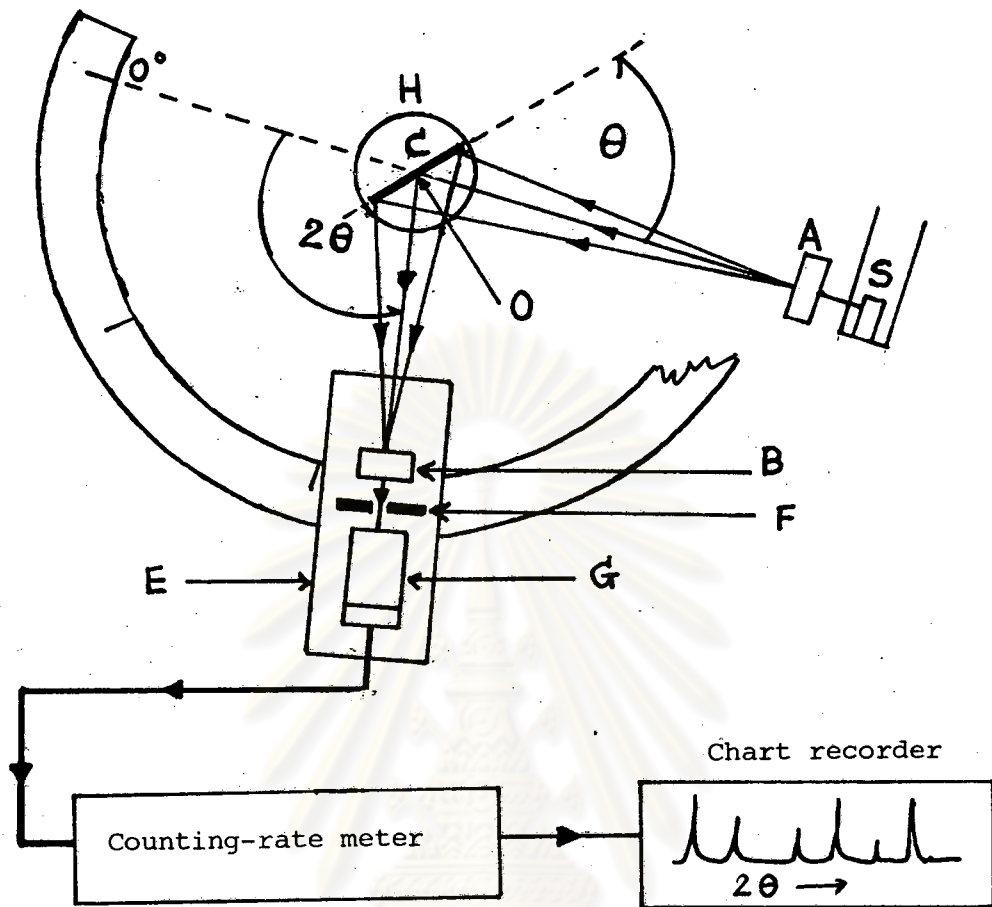 0°
H
C
θ
2θ
A
S
O
B
F
E
G
Chart recorder
Counting-rate meter
2θ →